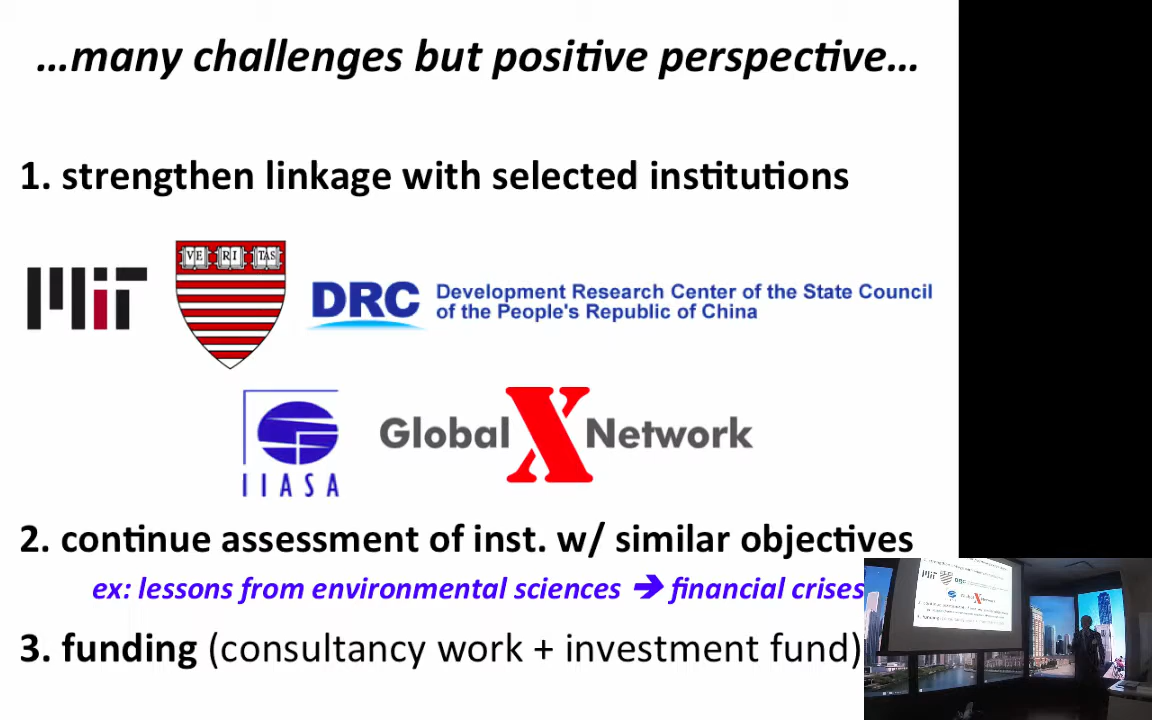 …many challenges but positive perspective…
1. strengthen linkage with selected institutions
MIT
VE RI TAS
DRC Development Research Center of the State Council
of the People's Republic of China
IIASA
Global X Network
2. continue assessment of inst. w/ similar objectives
ex: lessons from environmental sciences ➔ financial crises
3. funding (consultancy work + investment fund)